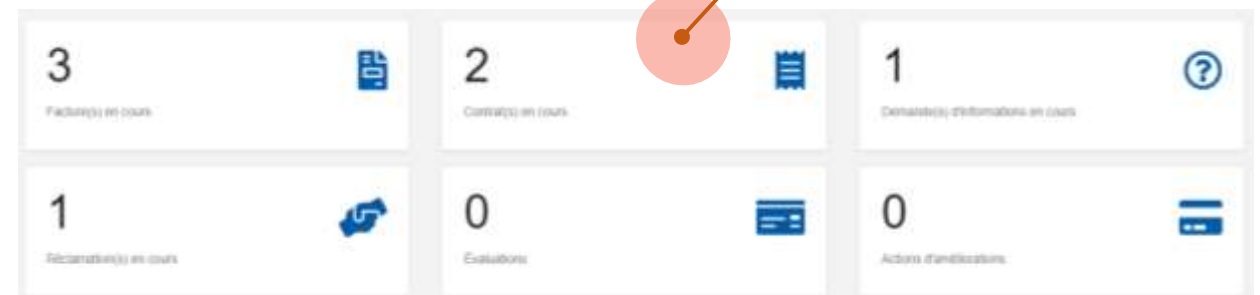 3
Facture(s) en cours
2
Contrat(s) en cours
1
Demande(s) d'informations en cours
1
Réclamation(s) en cours
0
Évaluations
0
Actions d'améliorations